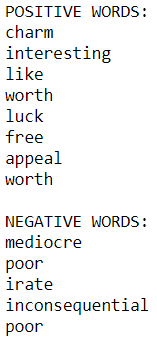 POSITIVE WORDS:
charm
interesting
like
worth
luck
free
appeal
worth

NEGATIVE WORDS:
mediocre
poor
irate
inconsequential
poor